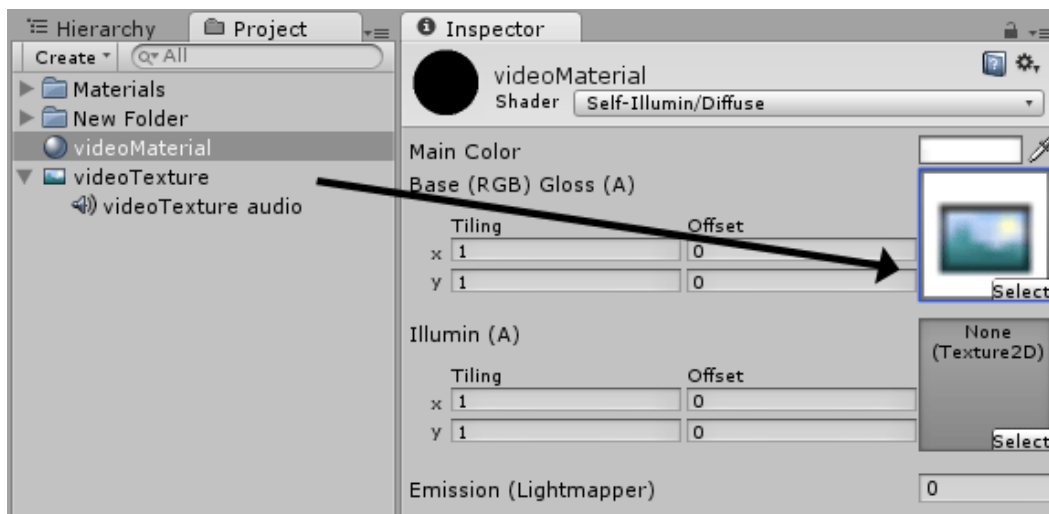 Hierarchy
Project
Create
All
Materials
New Folder
videoMaterial
videoTexture
videoTexture audio
Inspector
videoMaterial
Shader Self-Illumin/Diffuse
Main Color
Base (RGB) Gloss (A)
Tiling Offset
x 1 0
y 1 0
Select
Illumin (A)
None
(Texture2D)
Tiling Offset
x 1 0
y 1 0
Select
Emission (Lightmapper) 0